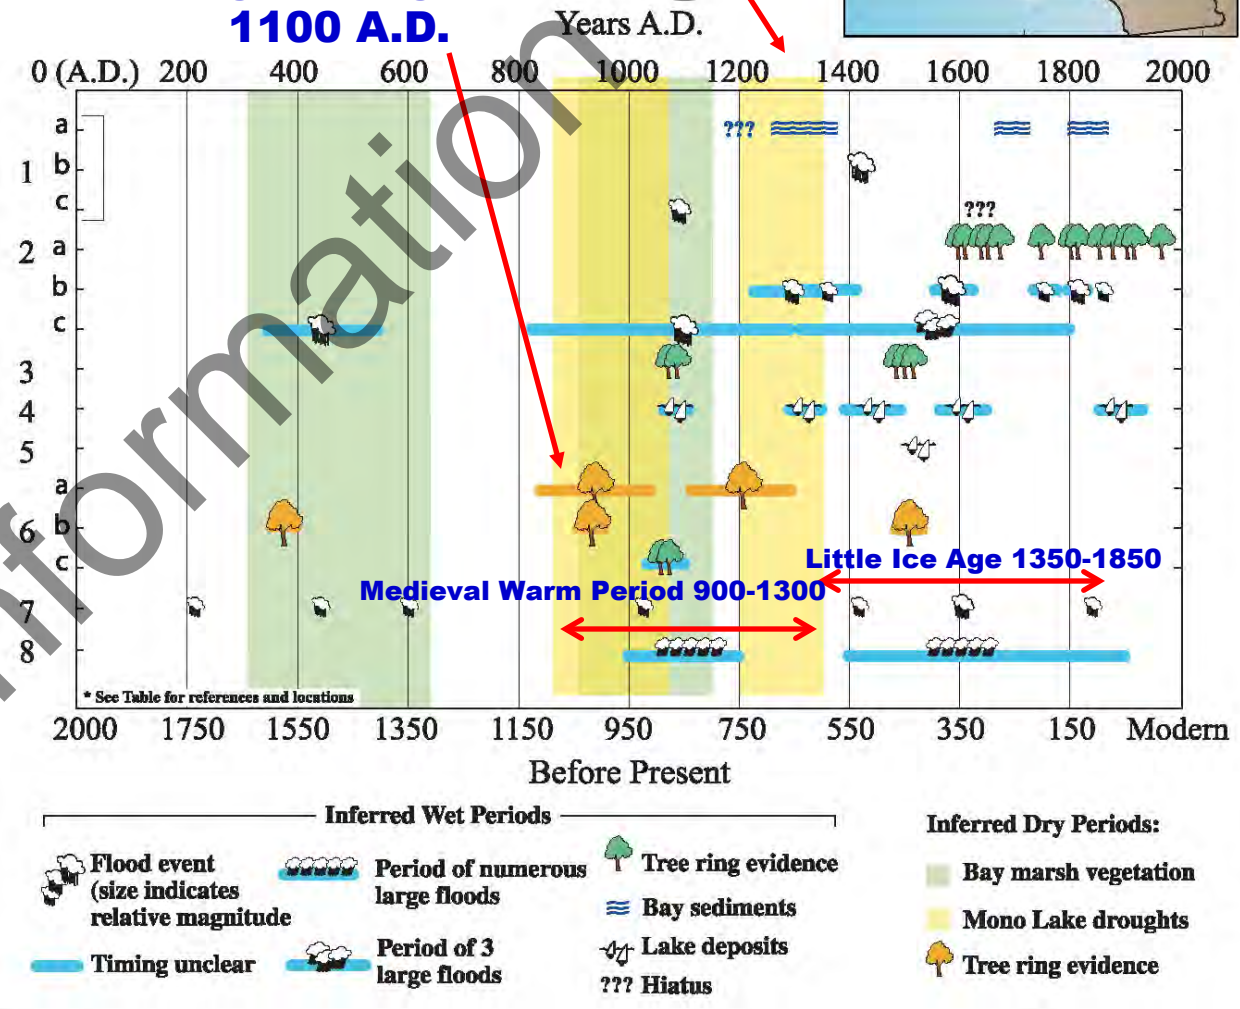 1100 A.D.
Years A.D.
0 (A.D.) 200 400 600 800 1000 1200 1400 1600 1800 2000
a
???
1 b
c
???
2 a
b
c
3
4
5
a
6 b
c
Little Ice Age 1350-1850
Medieval Warm Period 900-1300
7
8
* See Table for references and locations
2000 1750 1550 1350 1150 950 750 550 350 150 Modern
Before Present
Inferred Wet Periods
Flood event
(size indicates
relative magnitude
Timing unclear
Period of numerous
large floods
Period of 3
large floods
Tree ring evidence
Bay sediments
Lake deposits
??? Hiatus
Inferred Dry Periods:
Bay marsh vegetation
Mono Lake droughts
Tree ring evidence
nformation